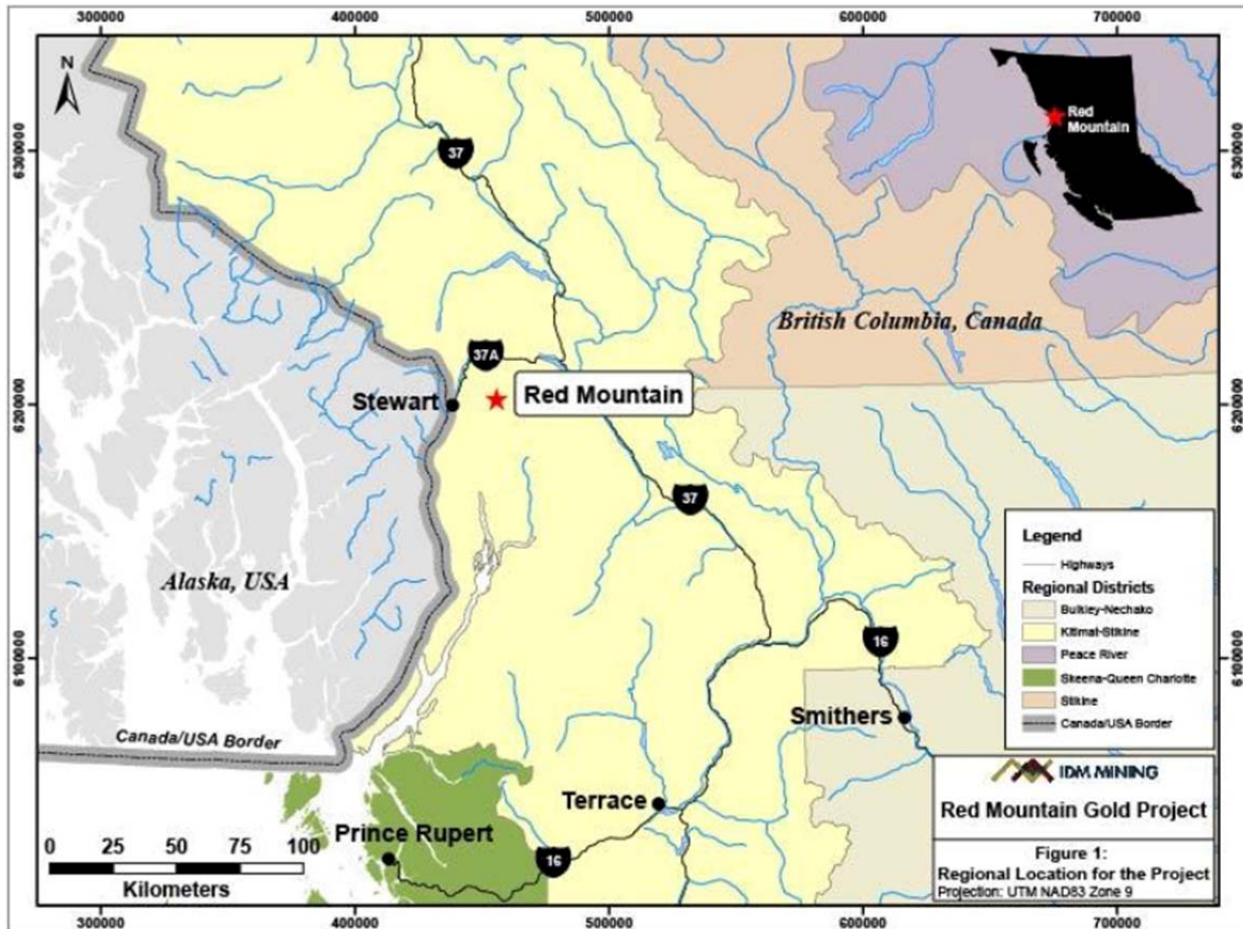 300000
400000
500000
600000
700000
N
Red
Mountain
37
6300000
6300000
British Columbia, Canada
37A
Stewart
Red Mountain
6200000
6200000
37
Alaska, USA
Legend
Highways
Regional Districts
Bulkley-Nechako
Kitimat-Stikine
Peace River
Skeena-Queen Charlotte
Stikine
Canada/USA Border
16
6100000
6100000
Smithers
Canada/USA Border
Terrace
Prince Rupert
16
0 25 50 75 100
Kilometers
IDM MINING
Red Mountain Gold Project
Figure 1:
Regional Location for the Project
Projection: UTM NAD83 Zone 9
300000
400000
500000
600000
700000